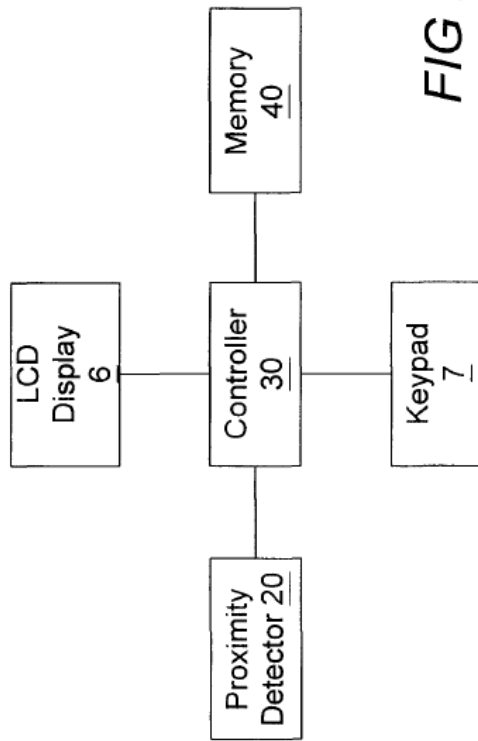 LCD
Display
6
Proximity
Detector 20
Controller
30
Memory
40
Keypad
7
FIG